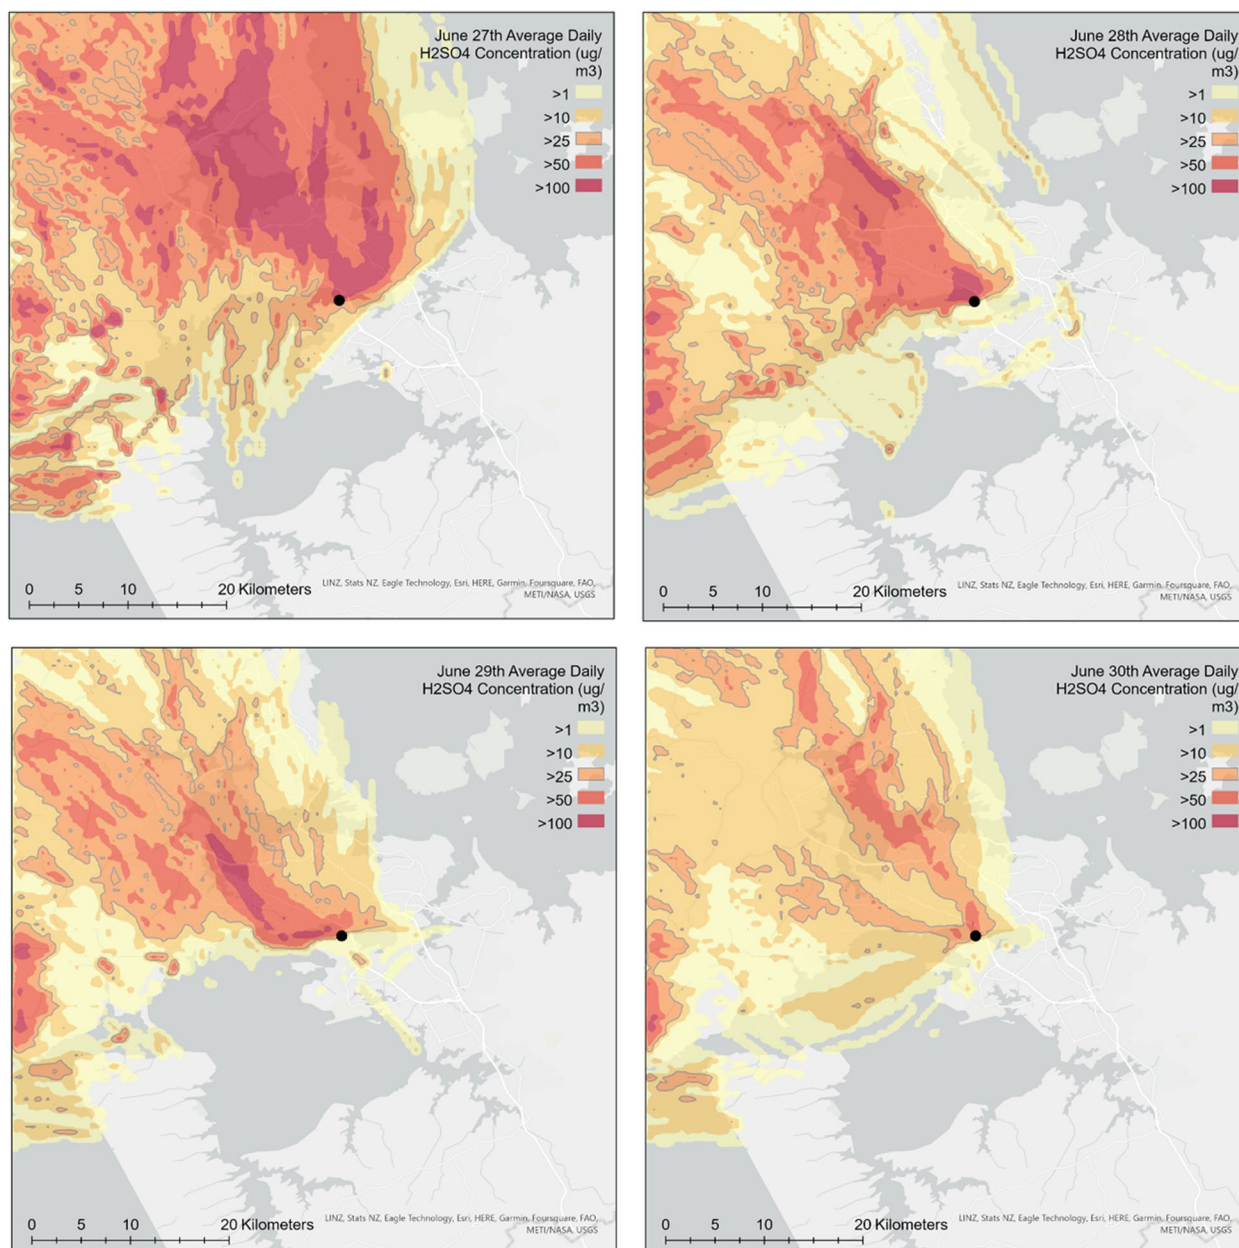 June 27th Average Daily
H2SO4 Concentration (ug/
m3)
>1
>10
>25
>50
>100
0 5 10 20 Kilometers
LINZ, Stats NZ, Eagle Technology, Esri, HERE, Garmin, Foursquare, FAO,
METI/NASA, USGS
June 28th Average Daily
H2SO4 Concentration (ug/
m3)
>1
>10
>25
>50
>100
0 5 10 20 Kilometers
LINZ, Stats NZ, Eagle Technology, Esri, HERE, Garmin, Foursquare, FAO,
METI/NASA, USGS
June 29th Average Daily
H2SO4 Concentration (ug/
m3)
>1
>10
>25
>50
>100
0 5 10 20 Kilometers
LINZ, Stats NZ, Eagle Technology, Esri, HERE, Garmin, Foursquare, FAO,
METI/NASA, USGS
June 30th Average Daily
H2SO4 Concentration (ug/
m3)
>1
>10
>25
>50
>100
0 5 10 20 Kilometers
LINZ, Stats NZ, Eagle Technology, Esri, HERE, Garmin, Foursquare, FAO,
METI/NASA, USGS